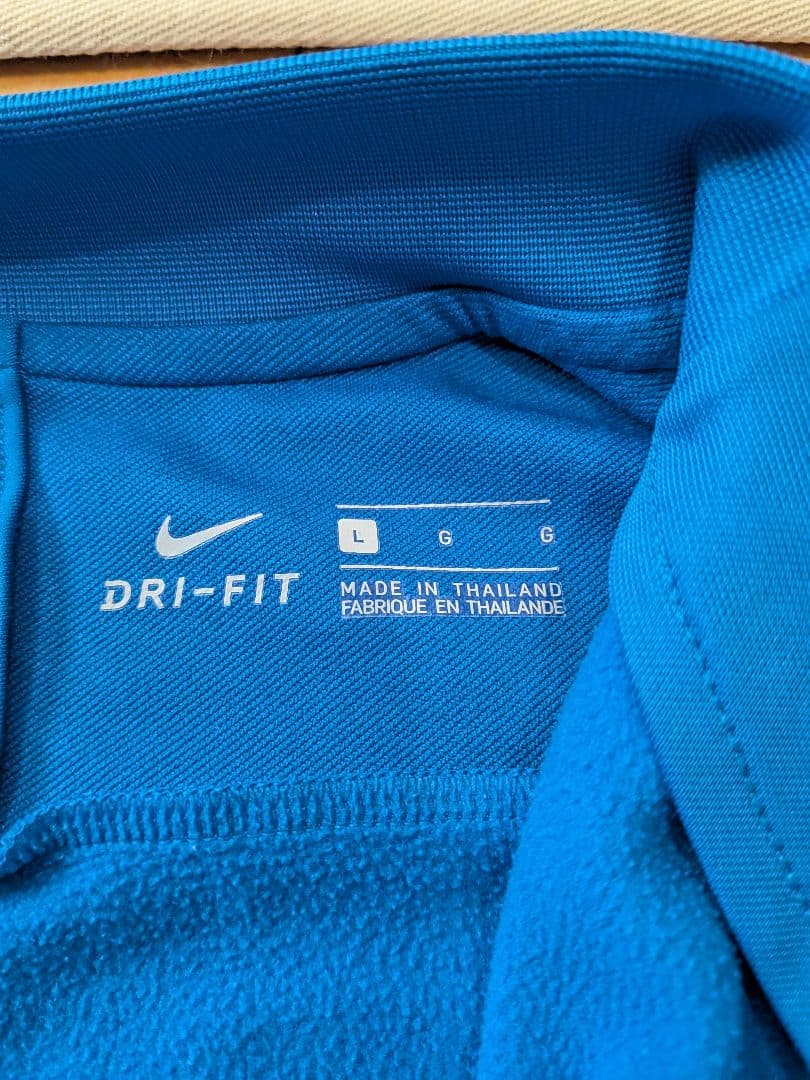 DRI-FIT
L G G
MADE IN THAILAND
FABRIQUE EN THAILANDE